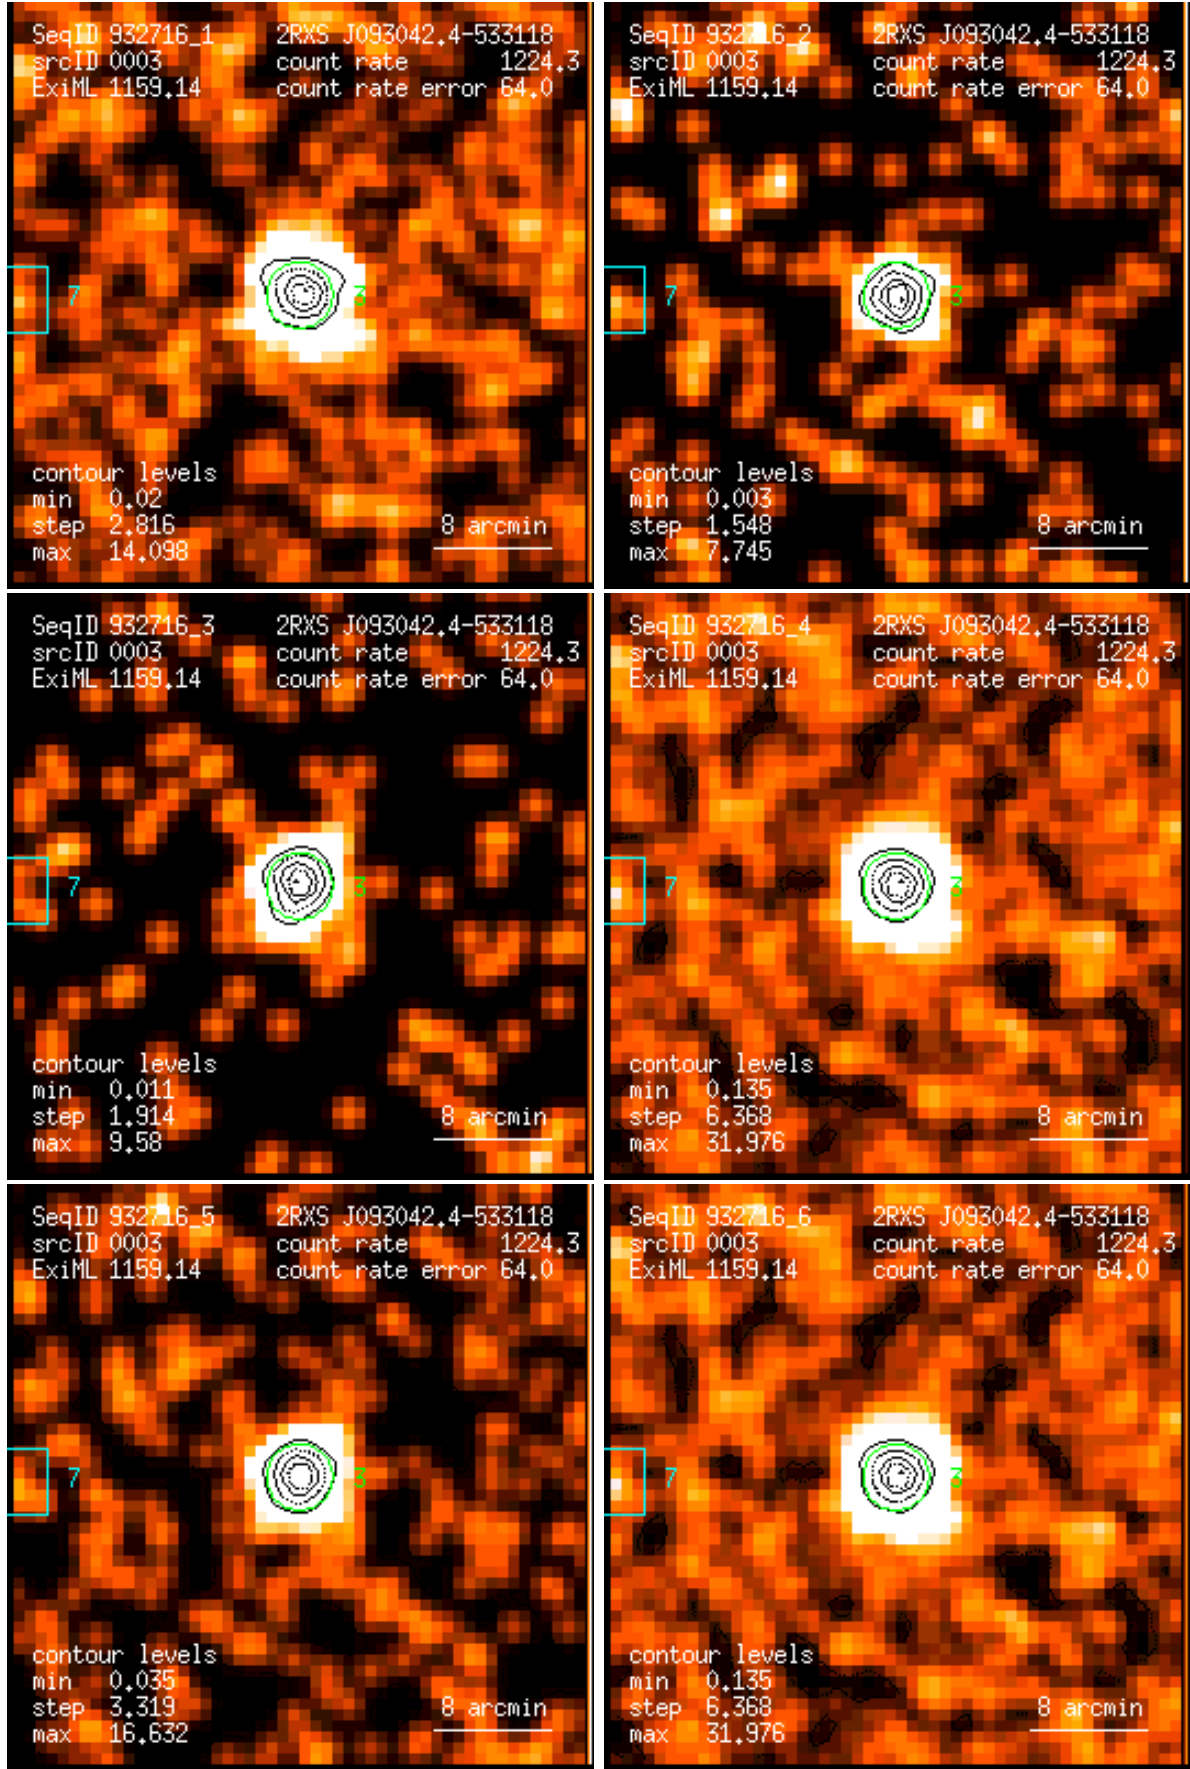 SeqID 932716_1 2RXS J093042.4-533118
srcID 0003 count rate 1224.3
ExiML 1159.14 count rate error 64.0
7 3
contour levels
min 0.02
step 2.816 8 arcmin
max 14.098
SeqID 932716_2 2RXS J093042.4-533118
srcID 0003 count rate 1224.3
ExiML 1159.14 count rate error 64.0
7 3
contour levels
min 0.003
step 1.548 8 arcmin
max 7.745
SeqID 932716_3 2RXS J093042.4-533118
srcID 0003 count rate 1224.3
ExiML 1159.14 count rate error 64.0
7 3
contour levels
min 0.011
step 1.914 8 arcmin
max 9.58
SeqID 932716_4 2RXS J093042.4-533118
srcID 0003 count rate 1224.3
ExiML 1159.14 count rate error 64.0
7 3
contour levels
min 0.135
step 6.368 8 arcmin
max 31.976
SeqID 932716_5 2RXS J093042.4-533118
srcID 0003 count rate 1224.3
ExiML 1159.14 count rate error 64.0
7 3
contour levels
min 0.035
step 3.319 8 arcmin
max 16.632
SeqID 932716_6 2RXS J093042.4-533118
srcID 0003 count rate 1224.3
ExiML 1159.14 count rate error 64.0
7 3
contour levels
min 0.135
step 6.368 8 arcmin
max 31.976